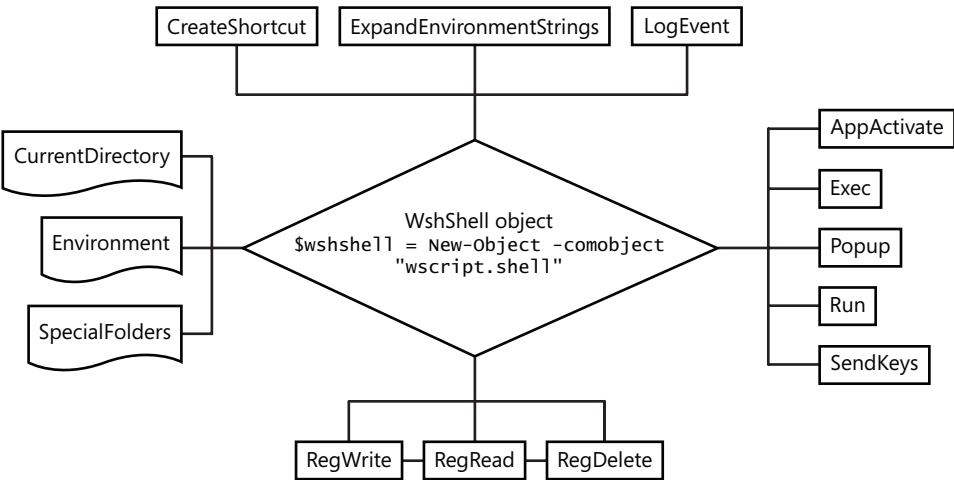 CreateShortcut
ExpandEnvironmentStrings
LogEvent
CurrentDirectory
Environment
SpecialFolders
WshShell object
$wshshell = New-Object -comobject
"wscript.shell"
AppActivate
Exec
Popup
Run
SendKeys
RegWrite
RegRead
RegDelete